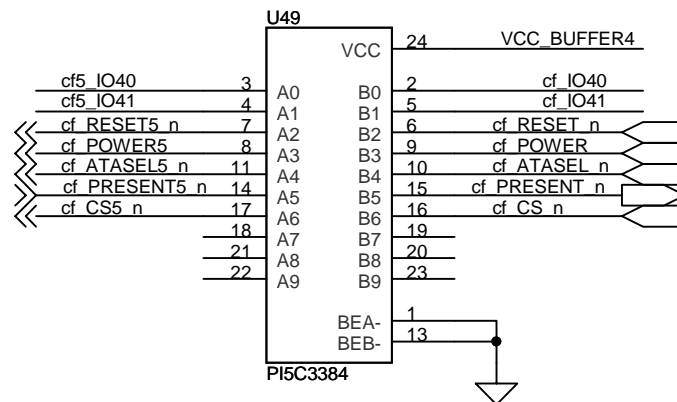 U49
VCC 24 VCC_BUFFER4
cf5_IO40 3 A0 B0 2 cf_IO40
cf5_IO41 4 A1 B1 5 cf_IO41
cf_RESET5_n 7 A2 B2 6 cf_RESET_n
cf_POWER5 8 A3 B3 9 cf_POWER
cf_ATASEL5_n 11 A4 B4 10 cf_ATASEL_n
cf_PRESENT5_n 14 A5 B5 15 cf_PRESENT_n
cf_CS5_n 17 A6 B6 16 cf_CS_n
18 A7 B7 19
21 A8 B8 20
22 A9 B9 23
BEA- 1
BEB- 13
PI5C3384